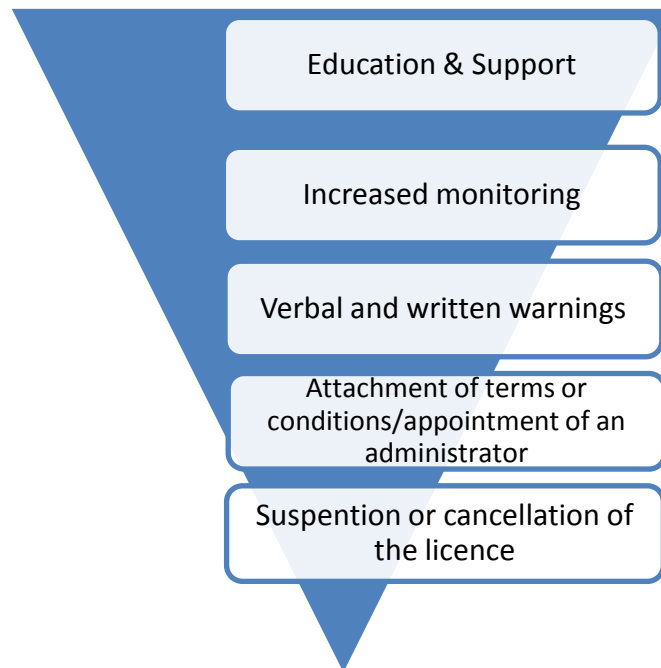 Education & Support
Increased monitoring
Verbal and written warnings
Attachment of terms or
conditions/appointment of an
administrator
Suspention or cancellation of
the licence